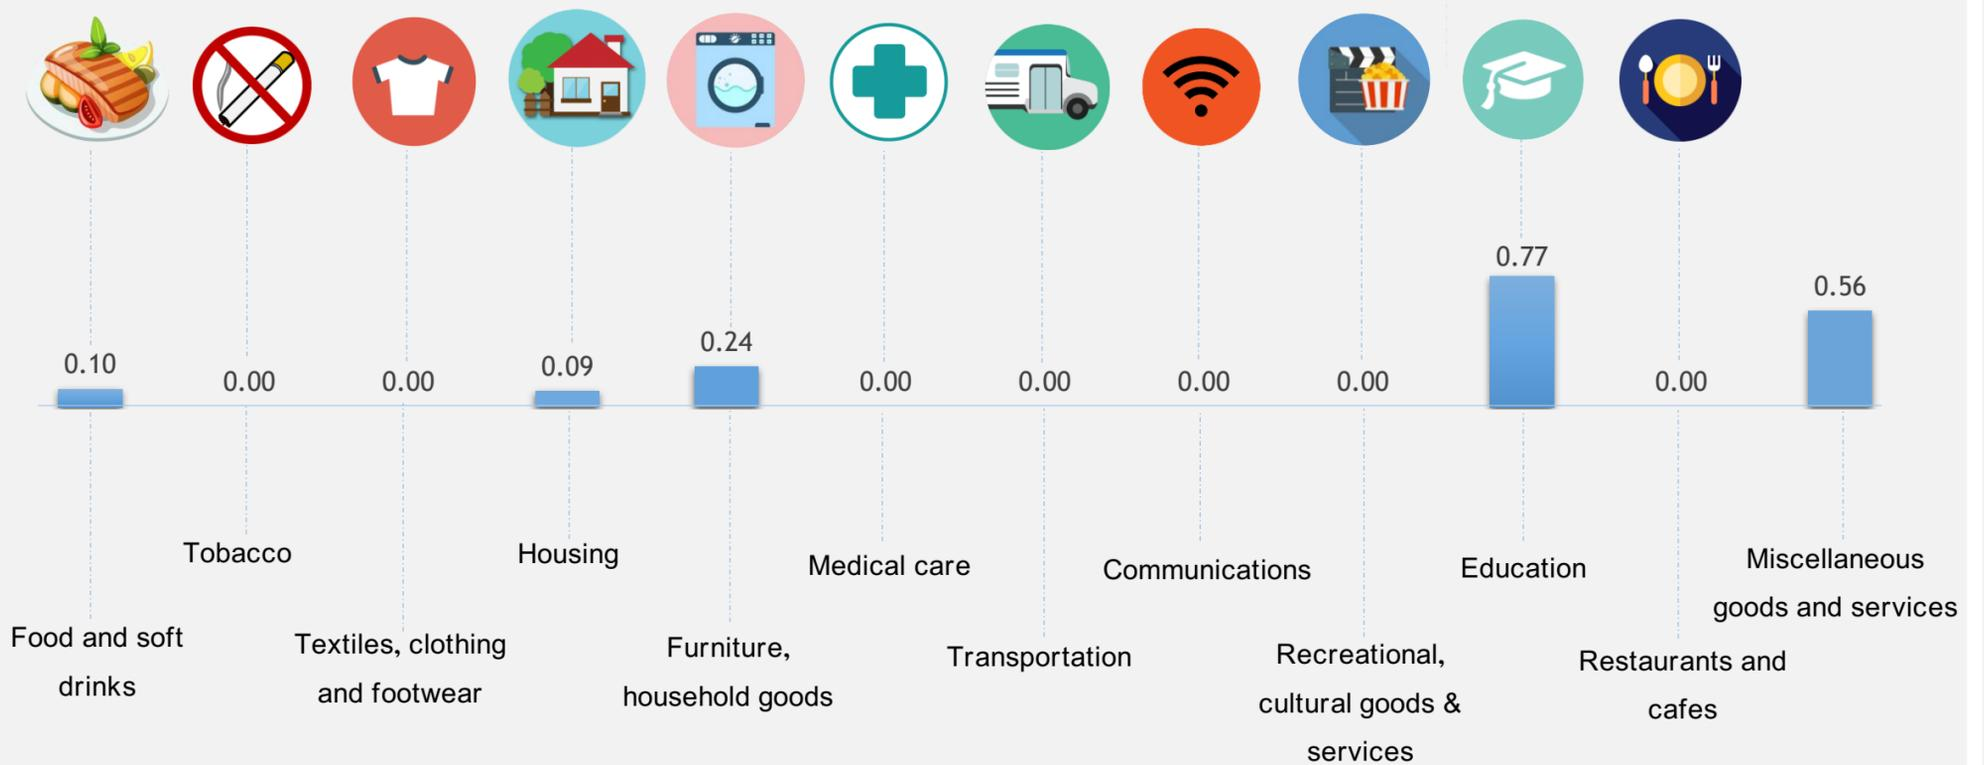 0.10
0.00
0.00
0.09
0.24
0.00
0.00
0.00
0.00
0.77
0.00
0.56
Food and soft
drinks
Tobacco
Textiles, clothing
and footwear
Housing
Furniture,
household goods
Medical care
Transportation
Communications
Recreational,
cultural goods &
services
Education
Restaurants and
cafes
Miscellaneous
goods and services